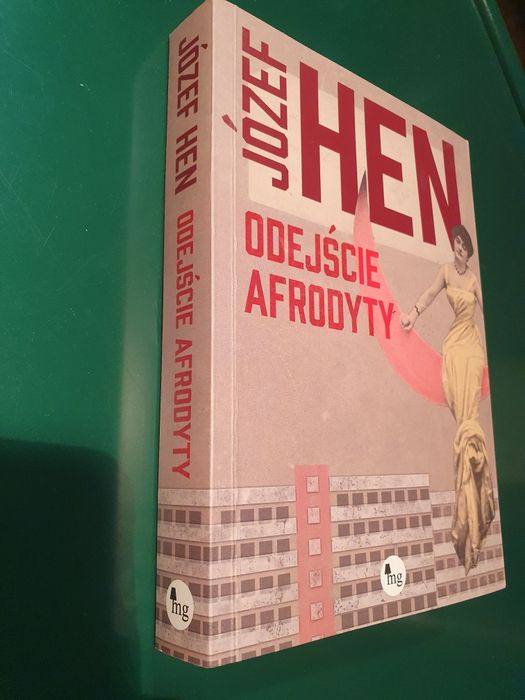 JÓZEF HEN ODEJŚCIE AFRODYTY
mg
JÓZEF
HEN
ODEJŚCIE
AFRODYTY
mg